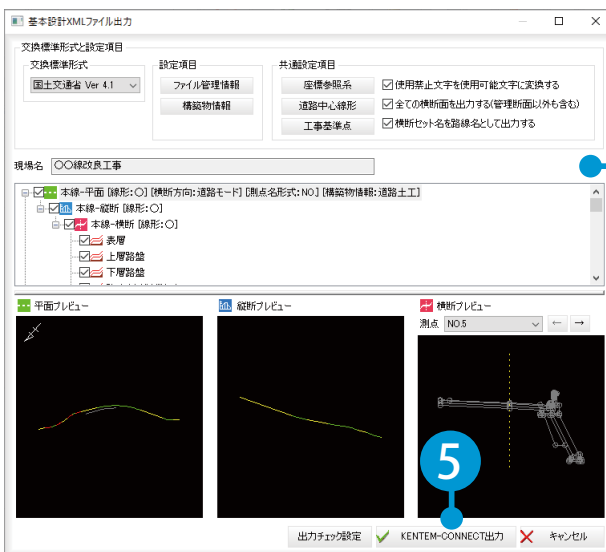 基本設計XMLファイル出力
交換標準形式と設定項目
交換標準形式
国土交通省 Ver 4.1
設定項目
ファイル管理情報
構築物情報
共通設定項目
座標参照系
使用禁止文字を使用可能文字に変換する
道路中心線形
全ての横断面を出力する(管理断面以外も含む)
工事基準点
横断セット名を路線名として出力する
現場名 〇〇線改良工事
本線-平面 [線形:〇] [横断方向:道路モード] [測点名形式:NO.] [構築物情報:道路土工]
本線-縦断 [線形:〇]
本線-横断 [線形:〇]
表層
上層路盤
下層路盤
平面プレビュー
縦断プレビュー
横断プレビュー
測点 NO.5
← →
5
出力チェック設定
KENTEM-CONNECT出力
キャンセル